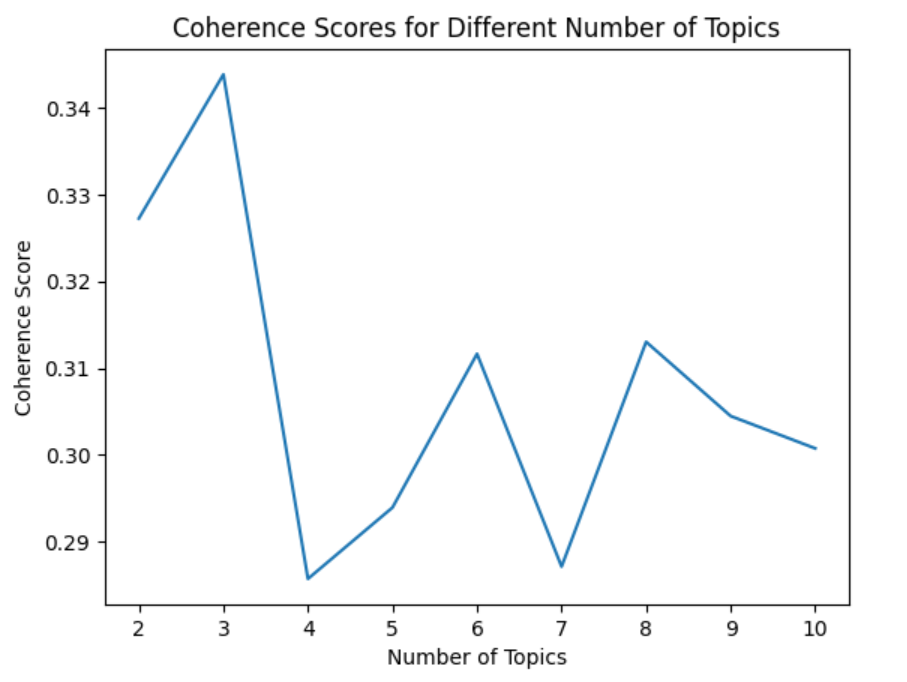 Coherence Scores for Different Number of Topics
0.34
0.33
0.32
0.31
0.30
0.29
Coherence Score
2 3 4 5 6 7 8 9 10
Number of Topics